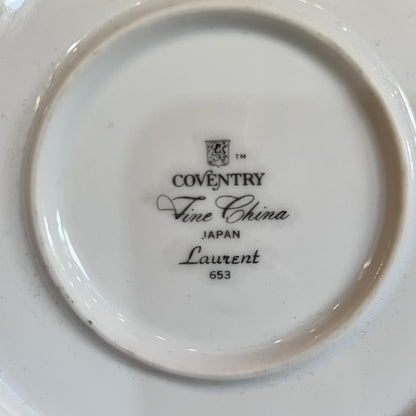 TM
COVENTRY
Fine China
JAPAN
Laurent
653